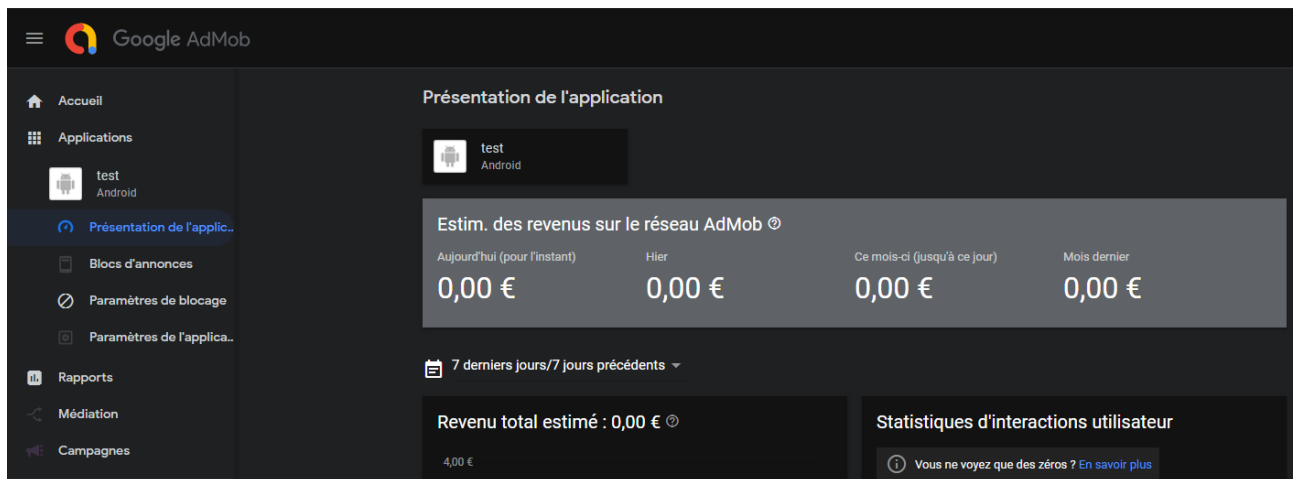 Google AdMob
Accueil
Applications
test
Android
Présentation de l'applic..
Blocs d'annonces
Paramètres de blocage
Paramètres de l'applica..
Rapports
Médiation
Campagnes
Présentation de l'application
test
Android
Estim. des revenus sur le réseau AdMob
Aujourd'hui (pour l'instant) Hier Ce mois-ci (jusqu'à ce jour) Mois dernier
0,00 € 0,00 € 0,00 € 0,00 €
7 derniers jours/7 jours précédents
Revenu total estimé : 0,00 €
4,00 €
Statistiques d'interactions utilisateur
Vous ne voyez que des zéros ? En savoir plus